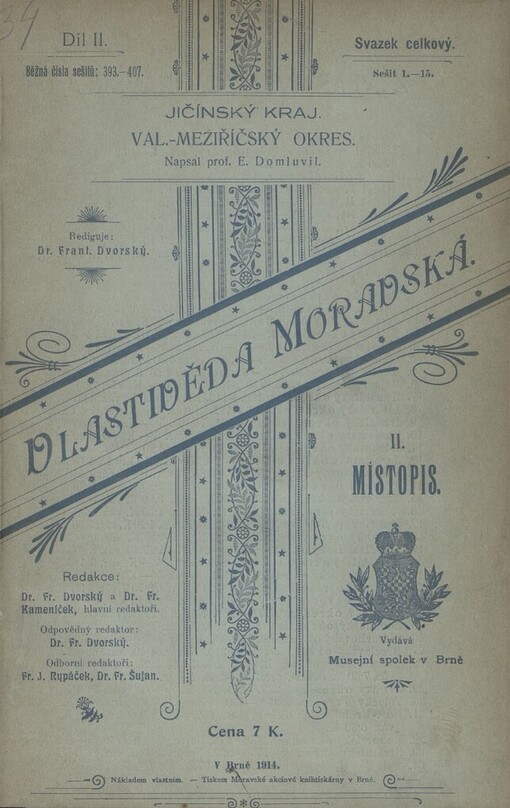 34
Díl II.
Běžná čísla sešitů: 393.—407.
Svazek celkový.
Sešit 1.—15.
JIČÍNSKÝ KRAJ.
VAL.-MEZIŘÍČSKÝ OKRES.
Napsal prof. E. Domluvil.
Rediguje:
Dr. Frant. Dvorský.
VLASTIVĚDA MORAVSKÁ.
II.
MÍSTOPIS.
Redakce:
Dr. Fr. Dvorský a Dr. Fr.
Kameníček, hlavní redaktoři.
Odpovědný redaktor:
Dr. Fr. Dvorský.
Odborní redaktoři:
Fr. J. Rypáček, Dr. Fr. Šujan.
Vydává
Musejní spolek v Brně
Cena 7 K.
V Brně 1914.
Nákladem vlastním. — Tiskem Moravské akciové knihtiskárny v Brně.